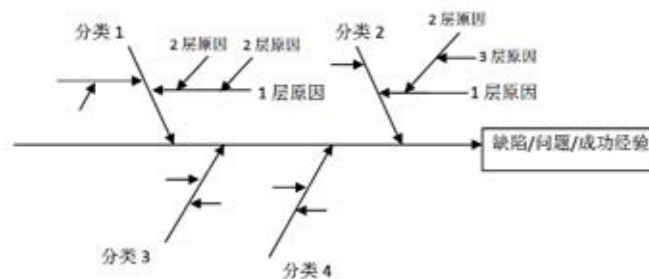 分类 1
2 层原因
2 层原因
1 层原因
分类 2
2 层原因
3 层原因
1 层原因
缺陷/问题/成功经验
分类 3
分类 4